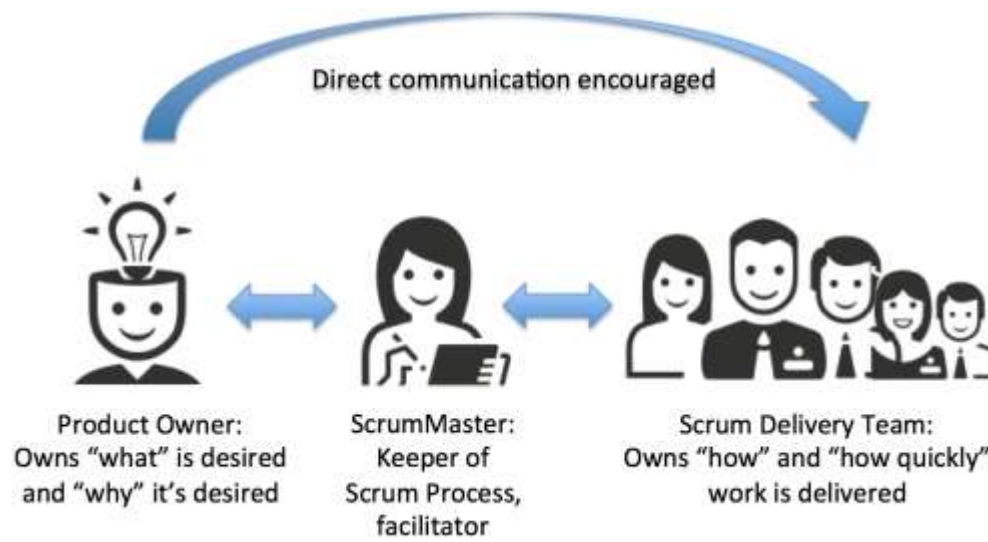 Direct communication encouraged
Product Owner:
Owns “what” is desired
and “why” it’s desired
ScrumMaster:
Keeper of
Scrum Process,
facilitator
Scrum Delivery Team:
Owns “how” and “how quickly”
work is delivered